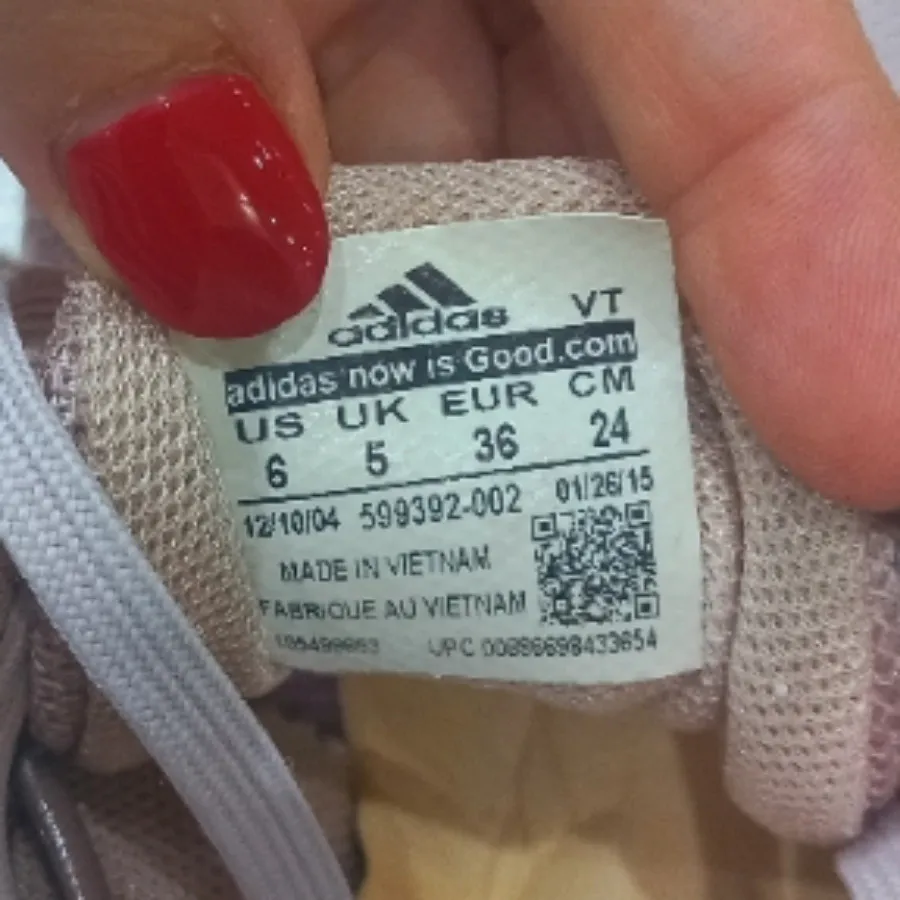 adidas
VT
adidas now is Good.com
US UK EUR CM
6 5 36 24
12/10/04 599392-002 01/26/15
MADE IN VIETNAM
FABRIQUE AU VIETNAM
UPC 00886698433654